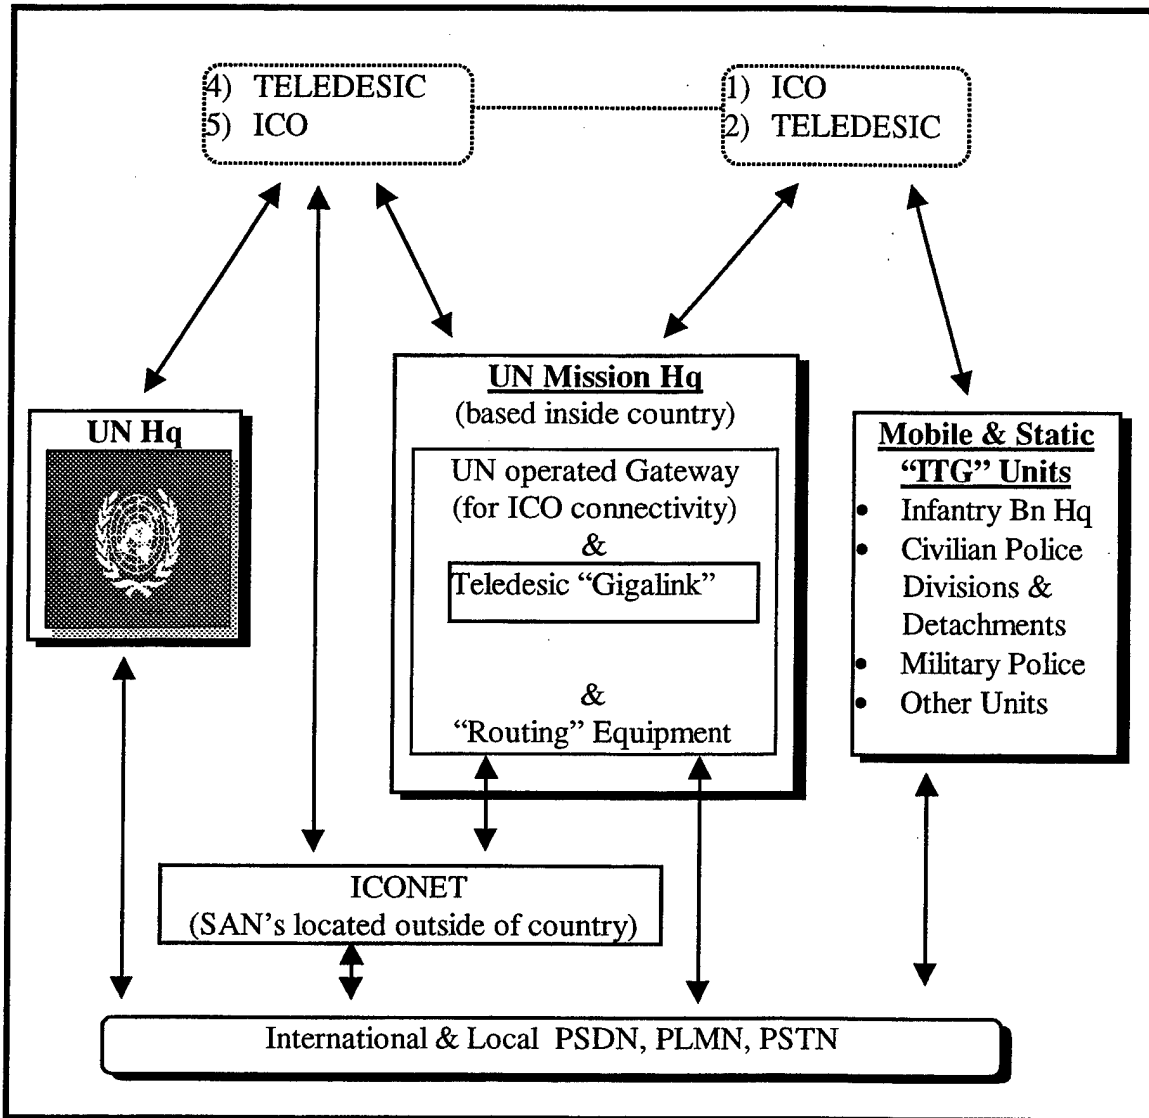 4) TELEDESIC
5) ICO
1) ICO
2) TELEDESIC
UN Hq
UN Mission Hq
(based inside country)
UN operated Gateway
(for ICO connectivity)
&
Teledesic “Gigalink”
&
“Routing” Equipment
Mobile & Static
“ITG” Units
• Infantry Bn Hq
• Civilian Police
Divisions &
Detachments
• Military Police
• Other Units
ICONET
(SAN’s located outside of country)
International & Local PSDN, PLMN, PSTN